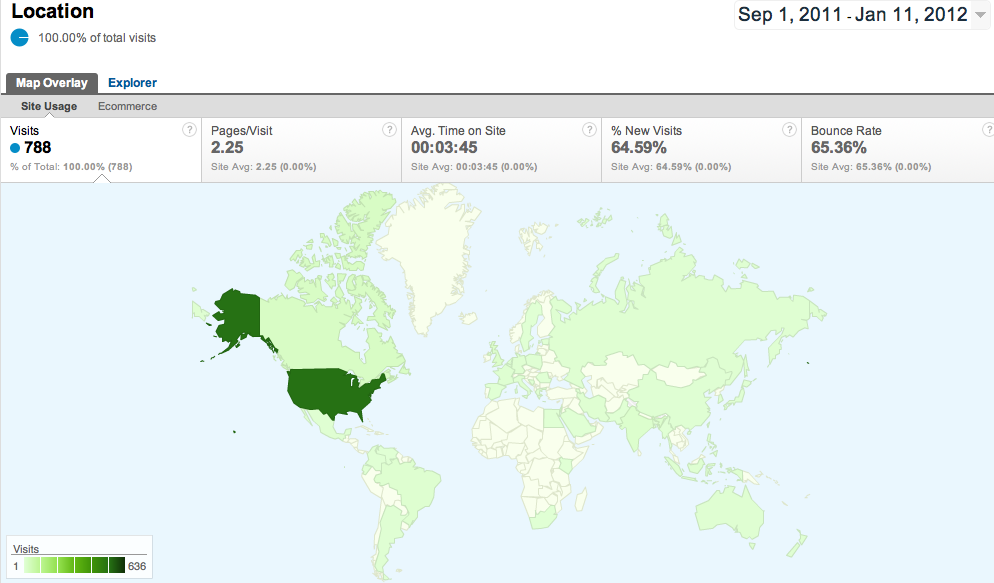 Location
Sep 1, 2011 - Jan 11, 2012
100.00% of total visits
Map Overlay Explorer
Site Usage Ecommerce
Visits ? Pages/Visit ? Avg. Time on Site ? % New Visits ? Bounce Rate ?
788 2.25 00:03:45 64.59% 65.36%
% of Total: 100.00% (788) Site Avg: 2.25 (0.00%) Site Avg: 00:03:45 (0.00%) Site Avg: 64.59% (0.00%) Site Avg: 65.36% (0.00%)
Visits
1 636